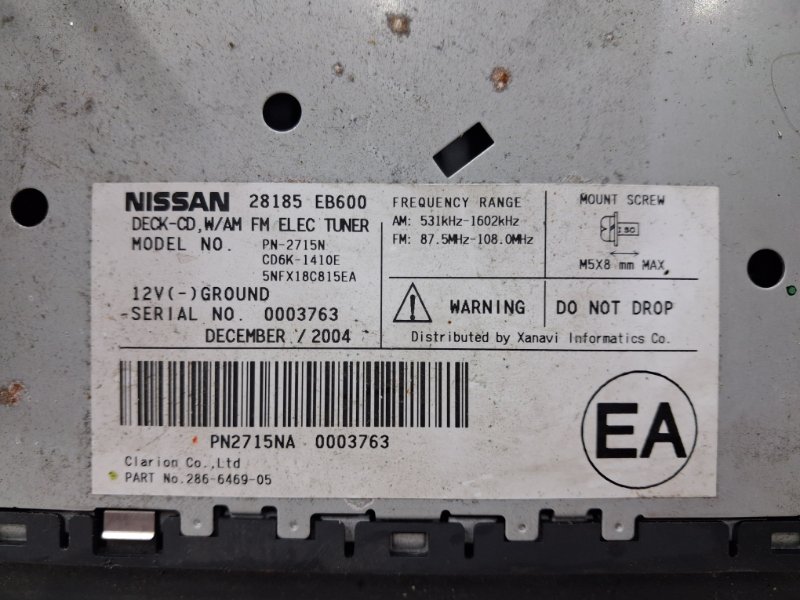 NISSAN 28185 EB600
DECK-CD, W/AM FM ELEC TUNER
MODEL NO. PN-2715N
CD6K-1410E
5NFX18C815EA
12V(-)GROUND
SERIAL NO. 0003763
DECEMBER / 2004
FREQUENCY RANGE
AM: 531kHz-1602kHz
FM: 87.5MHz-108.0MHz
MOUNT SCREW
ISO
M5X8 mm MAX.
WARNING DO NOT DROP
Distributed by Xanavi Informatics Co.
PN2715NA 0003763
Clarion Co.,Ltd
PART No.286-6469-05
EA